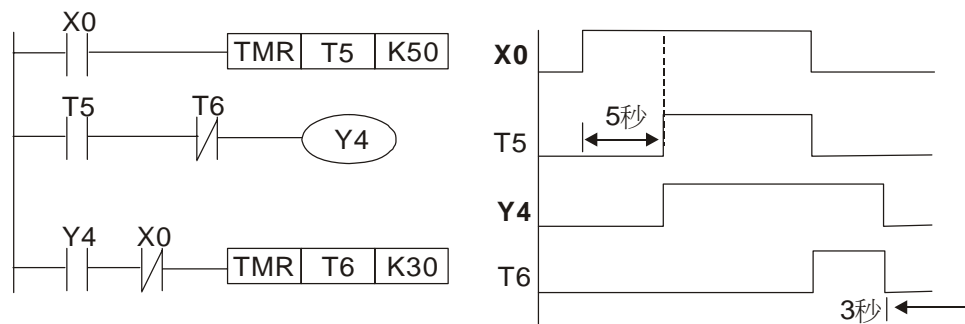 X0
TMR T5 K50
T5 T6
Y4
Y4 X0
TMR T6 K30
X0
5秒
T5
Y4
T6
3秒